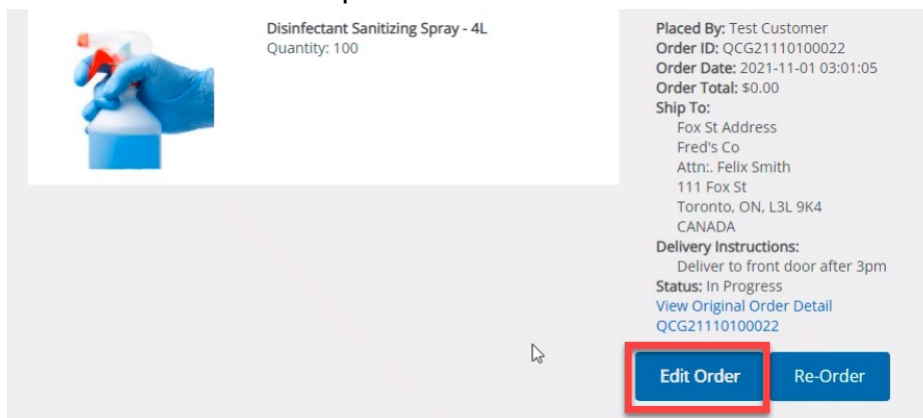 Disinfectant Sanitizing Spray - 4L
Quantity: 100
Placed By: Test Customer
Order ID: QCG21110100022
Order Date: 2021-11-01 03:01:05
Order Total: $0.00
Ship To:
Fox St Address
Fred's Co
Attn:. Felix Smith
111 Fox St
Toronto, ON, L3L 9K4
CANADA
Delivery Instructions:
Deliver to front door after 3pm
Status: In Progress
View Original Order Detail
QCG21110100022
Edit Order
Re-Order